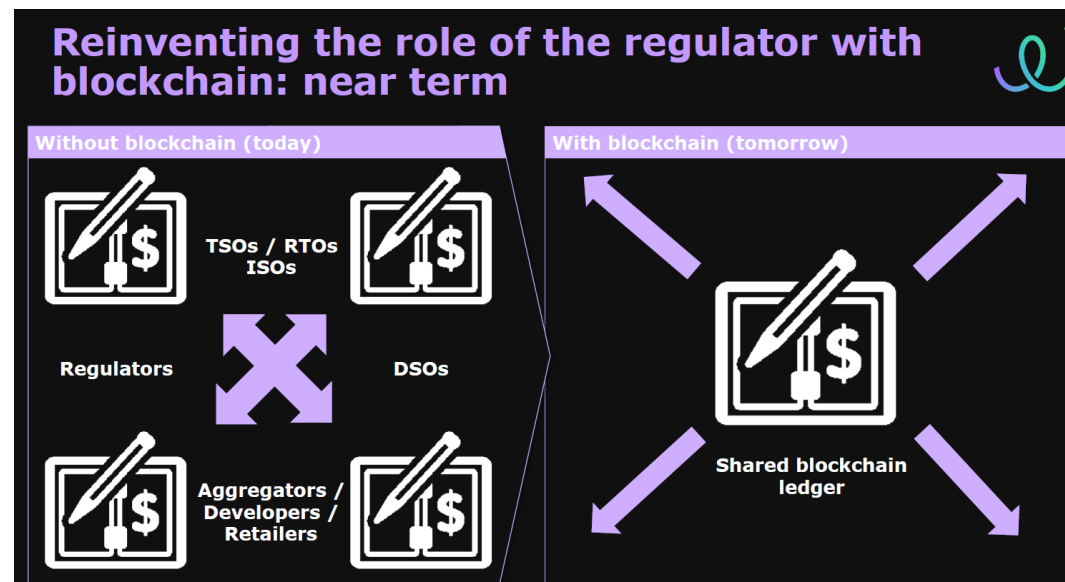 Reinventing the role of the regulator with
blockchain: near term
Without blockchain (today)
$
$
TSOs / RTOs
ISOs
Regulators
DSOs
$
$
Aggregators /
Developers /
Retailers
With blockchain (tomorrow)
$
Shared blockchain
ledger